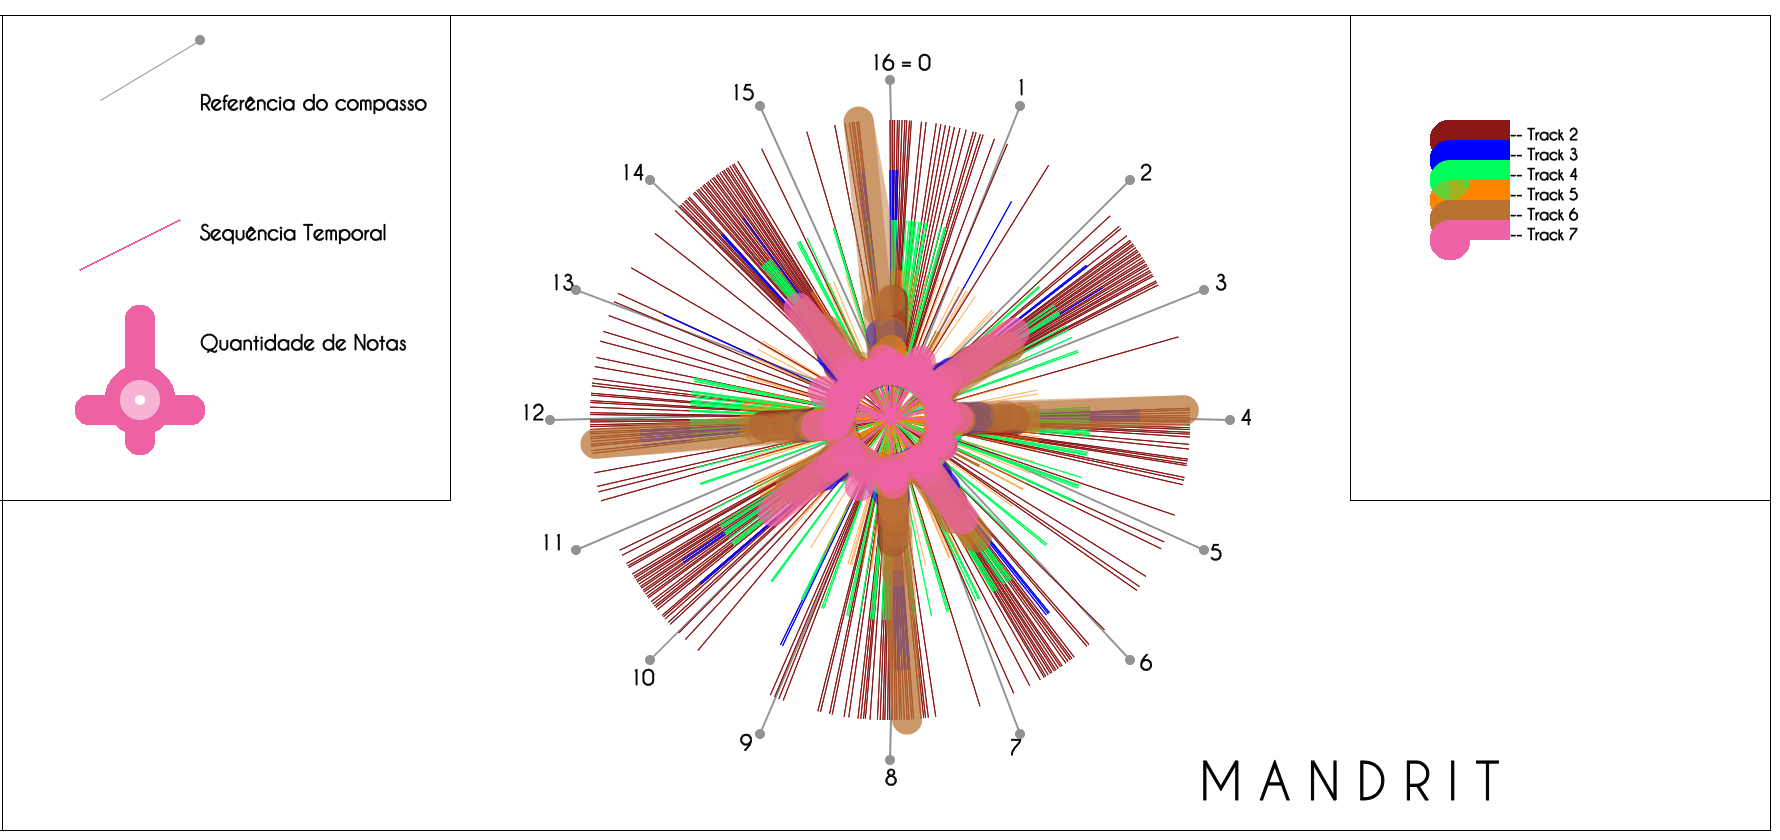 Referência do compasso
Sequência Temporal
Quantidade de Notas
16 = 0
1
2
3
4
5
6
7
8
9
10
11
12
13
14
15
-- Track 2
-- Track 3
-- Track 4
-- Track 5
-- Track 6
-- Track 7
MANDRIT